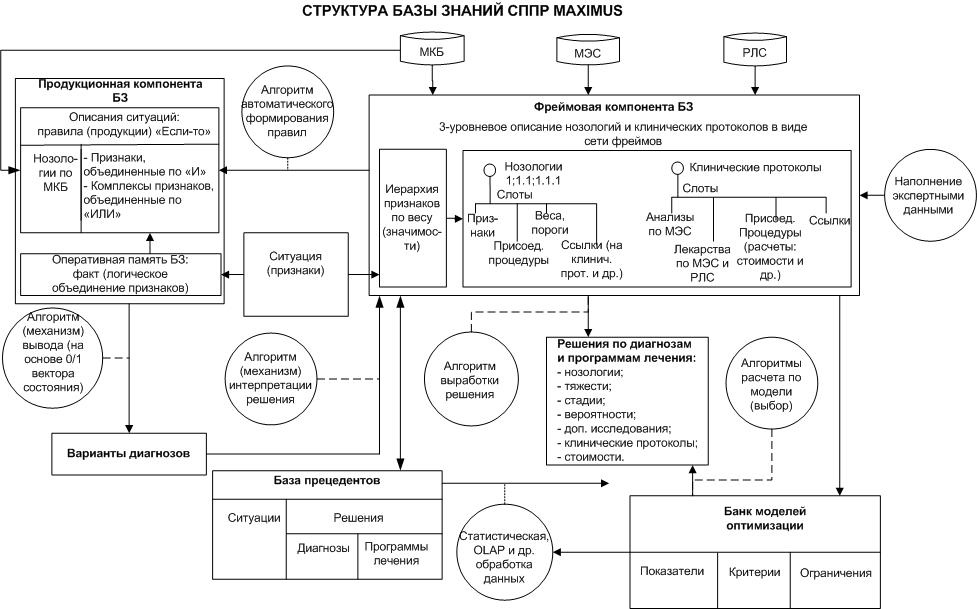 СТРУКТУРА БАЗЫ ЗНАНИЙ СППР MAXIMUS
МКБ
МЭС
РЛС
Продукционная компонента
БЗ
Описания ситуаций:
правила (продукции) «Если-то»
Нозоло-
гии по
МКБ
- Признаки,
объединенные по «И»
- Комплексы признаков,
объединенные по
«ИЛИ»
Оперативная память БЗ:
факт (логическое
объединение признаков)
Алгоритм
автоматического
формирования
правил
Ситуация
(признаки)
Фреймовая компонента БЗ
3-уровневое описание нозологий и клинических протоколов в виде
сети фреймов
Иерархия
признаков
по весу
(значимос-
ти)
Нозологии
1;1.1;1.1.1
Слоты
Приз-
наки
Присоед.
процедуры
Веса,
пороги
Ссылки (на
клинич.
прот. и др.)
Клинические протоколы
Слоты
Анализы
по МЭС
Лекарства
по МЭС и
РЛС
Присоед.
Процедуры
(расчеты:
стоимости и
др.)
Ссылки
Наполнение
экспертными
данными
Алгоритм
(механизм)
вывода (на
основе 0/1
вектора
состояния)
Алгоритм
(механизм)
интерпретации
решения
Алгоритм
выработки
решения
Решения по диагнозам
и программам лечения:
- нозологии;
- тяжести;
- стадии;
- вероятности;
- доп. исследования;
- клинические протоколы;
- стоимости.
Алгоритмы
расчета по
модели
(выбор)
Варианты диагнозов
База прецедентов
Ситуации
Решения
Диагнозы
Программы
лечения
Статистическая,
OLAP и др.
обработка
данных
Банк моделей
оптимизации
Показатели
Критерии
Ограничения